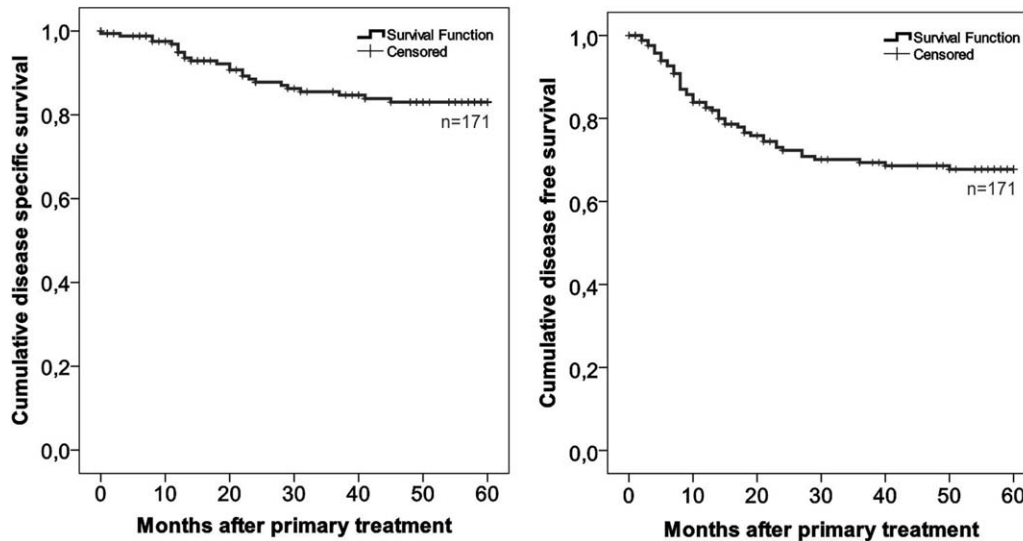 Cumulative disease specific survival
1,0
0,8
0,6
0,4
0,2
0,0
Survival Function
Censored
n=171
0 10 20 30 40 50 60
Months after primary treatment
Cumulative disease free survival
1,0
0,8
0,6
0,4
0,2
0,0
Survival Function
Censored
n=171
0 10 20 30 40 50 60
Months after primary treatment